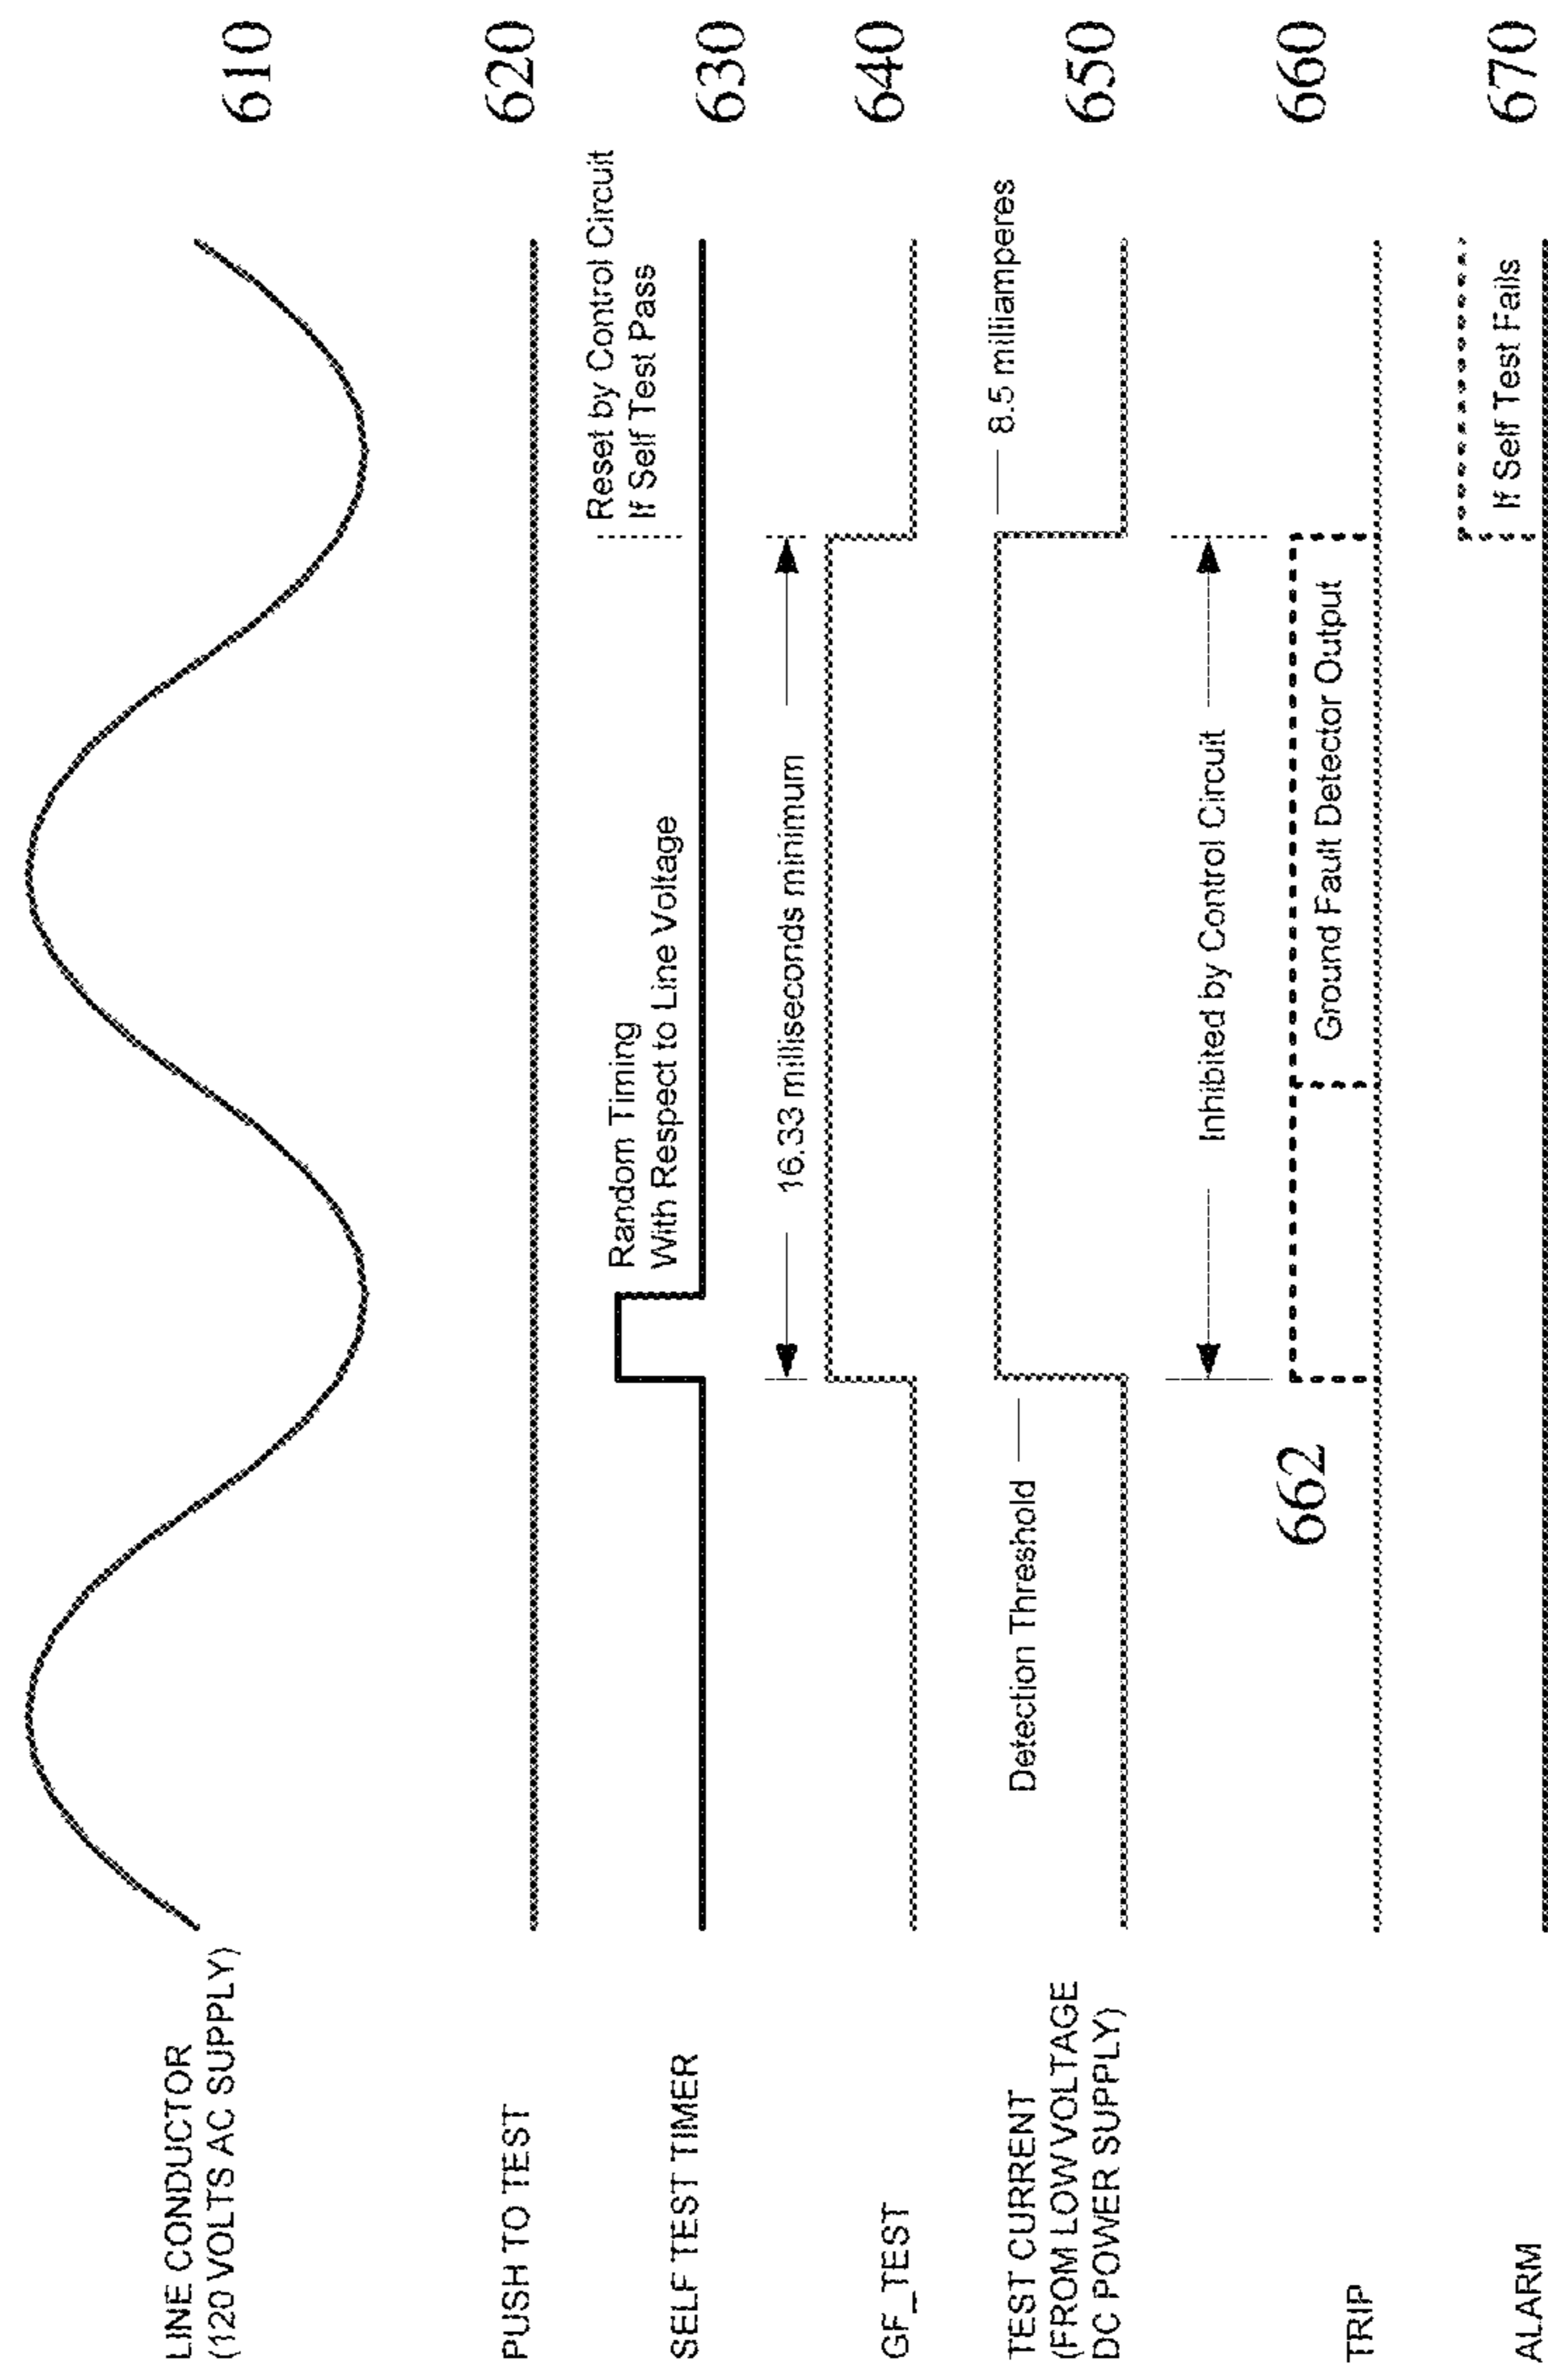 LINE CONDUCTOR
(120 VOLTS AC SUPPLY)
610
PUSH TO TEST
620
Reset by Control Circuit
If Self Test Pass
Random Timing
With Respect to Line Voltage
SELF TEST TIMER
630
16.33 milliseconds minimum
GF_TEST
640
8.5 milliamperes
Detection Threshold
TEST CURRENT
(FROM LOW VOLTAGE
DC POWER SUPPLY)
650
Inhibited by Control Circuit
662
Ground Fault Detector Output
TRIP
660
If Self Test Fails
ALARM
670